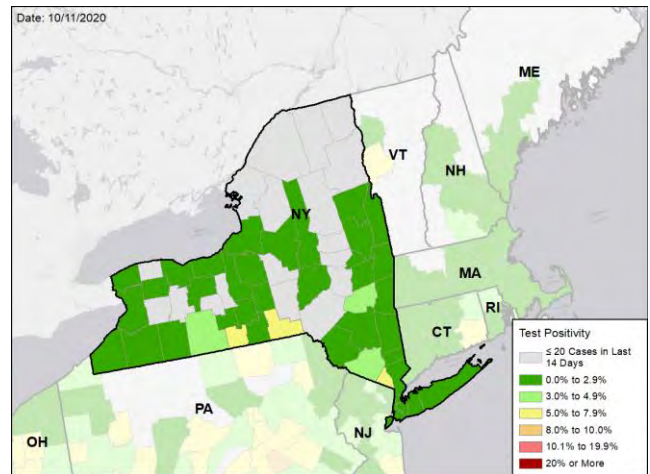 Date: 10/11/2020
ME
VT
NH
NY
MA
RI
CT
PA
NJ
OH
Test Positivity
≤ 20 Cases in Last
14 Days
0.0% to 2.9%
3.0% to 4.9%
5.0% to 7.9%
8.0% to 10.0%
10.1% to 19.9%
20% or More